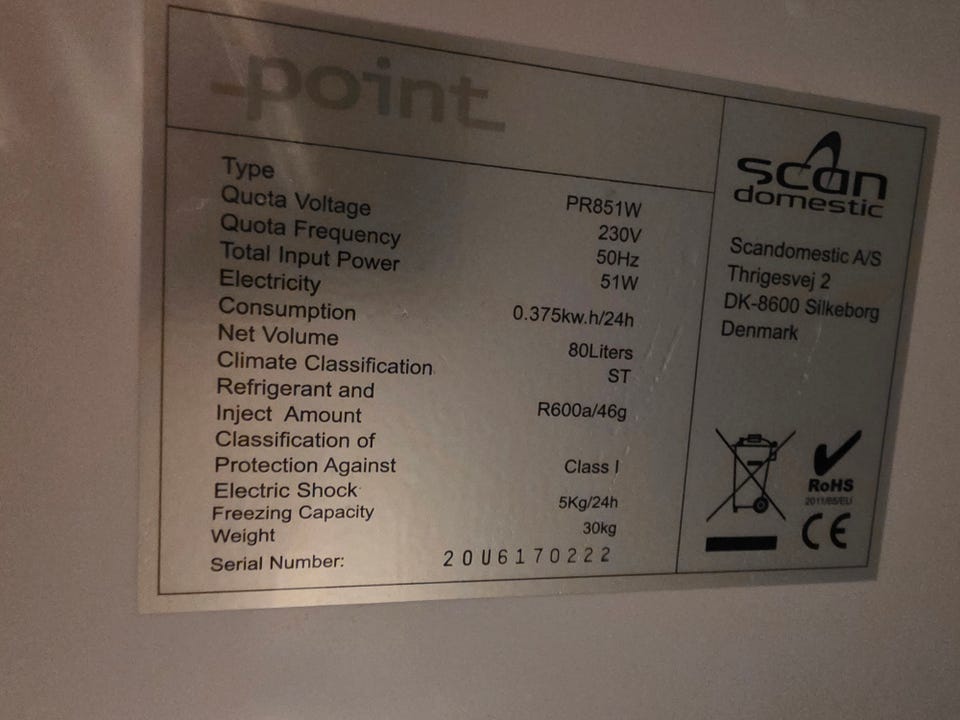 point
Type PR851W
Quota Voltage 230V
Quota Frequency 50Hz
Total Input Power 51W
Electricity
Consumption 0.375kw.h/24h
Net Volume 80Liters
Climate Classification ST
Refrigerant and
Inject Amount R600a/46g
Classification of
Protection Against Class I
Electric Shock
Freezing Capacity 5Kg/24h
Weight 30kg
Serial Number: 20U6170222
scan
domestic
Scandomestic A/S
Thrigesvej 2
DK-8600 Silkeborg
Denmark
RoHS
2011/65/EU
CE